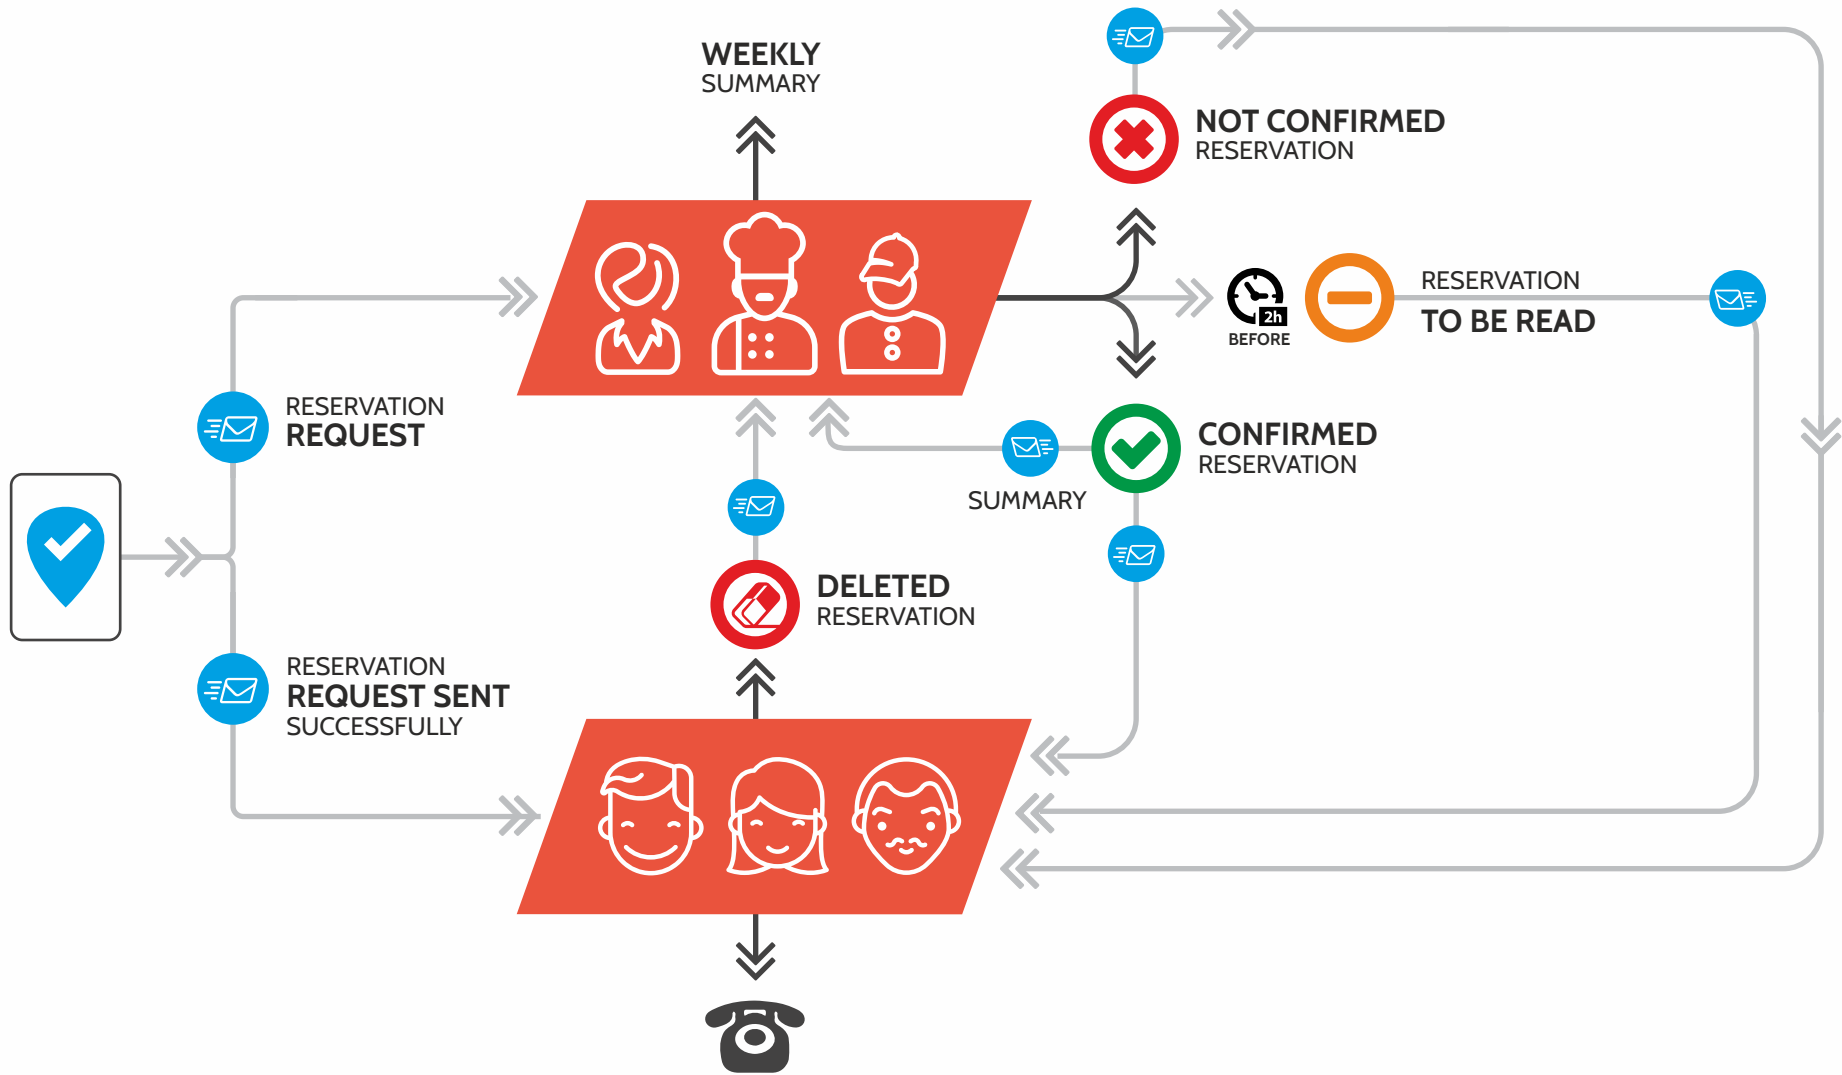 WEEKLY
SUMMARY
NOT CONFIRMED
RESERVATION
2h
BEFORE
RESERVATION
TO BE READ
RESERVATION
REQUEST
CONFIRMED
RESERVATION
SUMMARY
DELETED
RESERVATION
RESERVATION
REQUEST SENT
SUCCESSFULLY